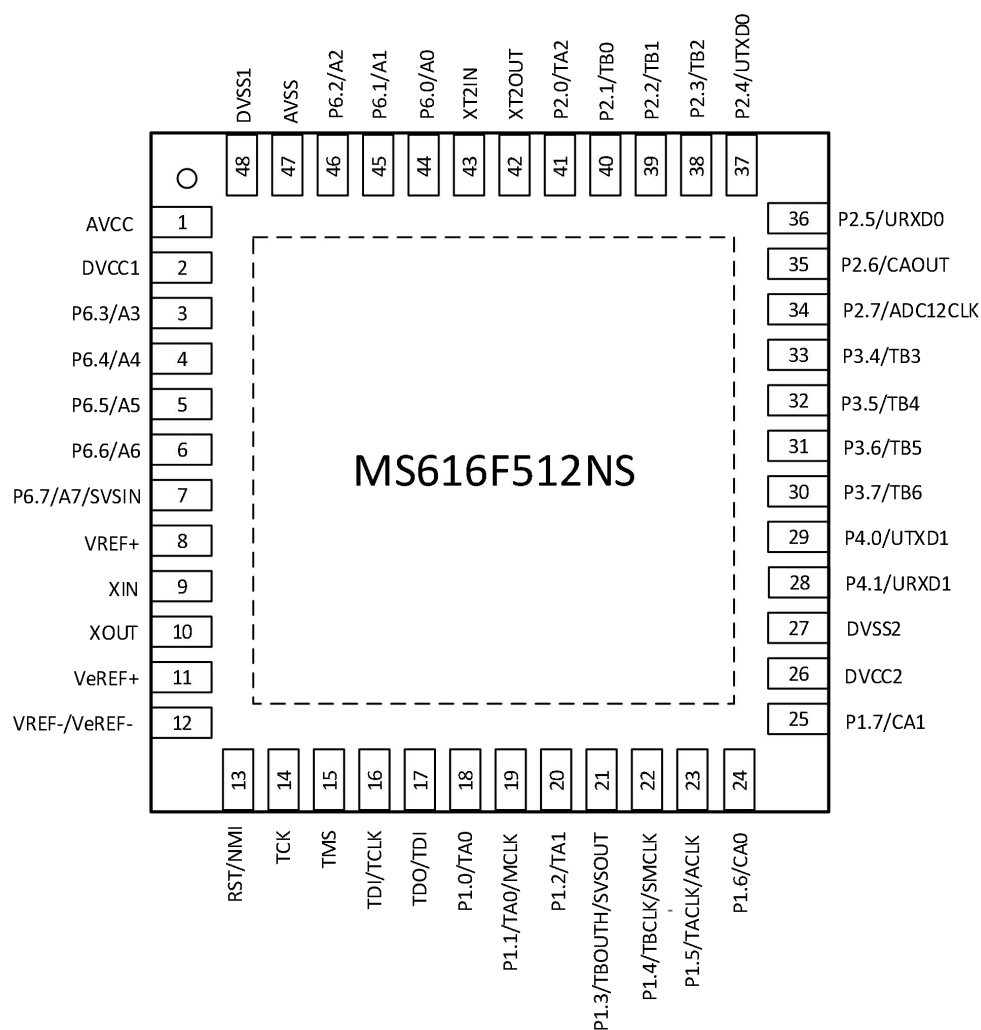 DVSS1
AVSS
P6.2/A2
P6.1/A1
P6.0/A0
XT2IN
XT2OUT
P2.0/TA2
P2.1/TB0
P2.2/TB1
P2.3/TB2
P2.4/UTXD0
48
47
46
45
44
43
42
41
40
39
38
37
AVCC 1
DVCC1 2
P6.3/A3 3
P6.4/A4 4
P6.5/A5 5
P6.6/A6 6
P6.7/A7/SVSIN 7
VREF+ 8
XIN 9
XOUT 10
VeREF+ 11
VREF-/VeREF- 12
MS616F512NS
36 P2.5/URXD0
35 P2.6/CAOUT
34 P2.7/ADC12CLK
33 P3.4/TB3
32 P3.5/TB4
31 P3.6/TB5
30 P3.7/TB6
29 P4.0/UTXD1
28 P4.1/URXD1
27 DVSS2
26 DVCC2
25 P1.7/CA1
13
14
15
16
17
18
19
20
21
22
23
24
RST/NMI
TCK
TMS
TDI/TCLK
TDO/TDI
P1.0/TA0
P1.1/TA0/MCLK
P1.2/TA1
P1.3/TBOUTH/SVSOUT
P1.4/TBCLK/SMCLK
P1.5/TACLK/ACLK
P1.6/CA0